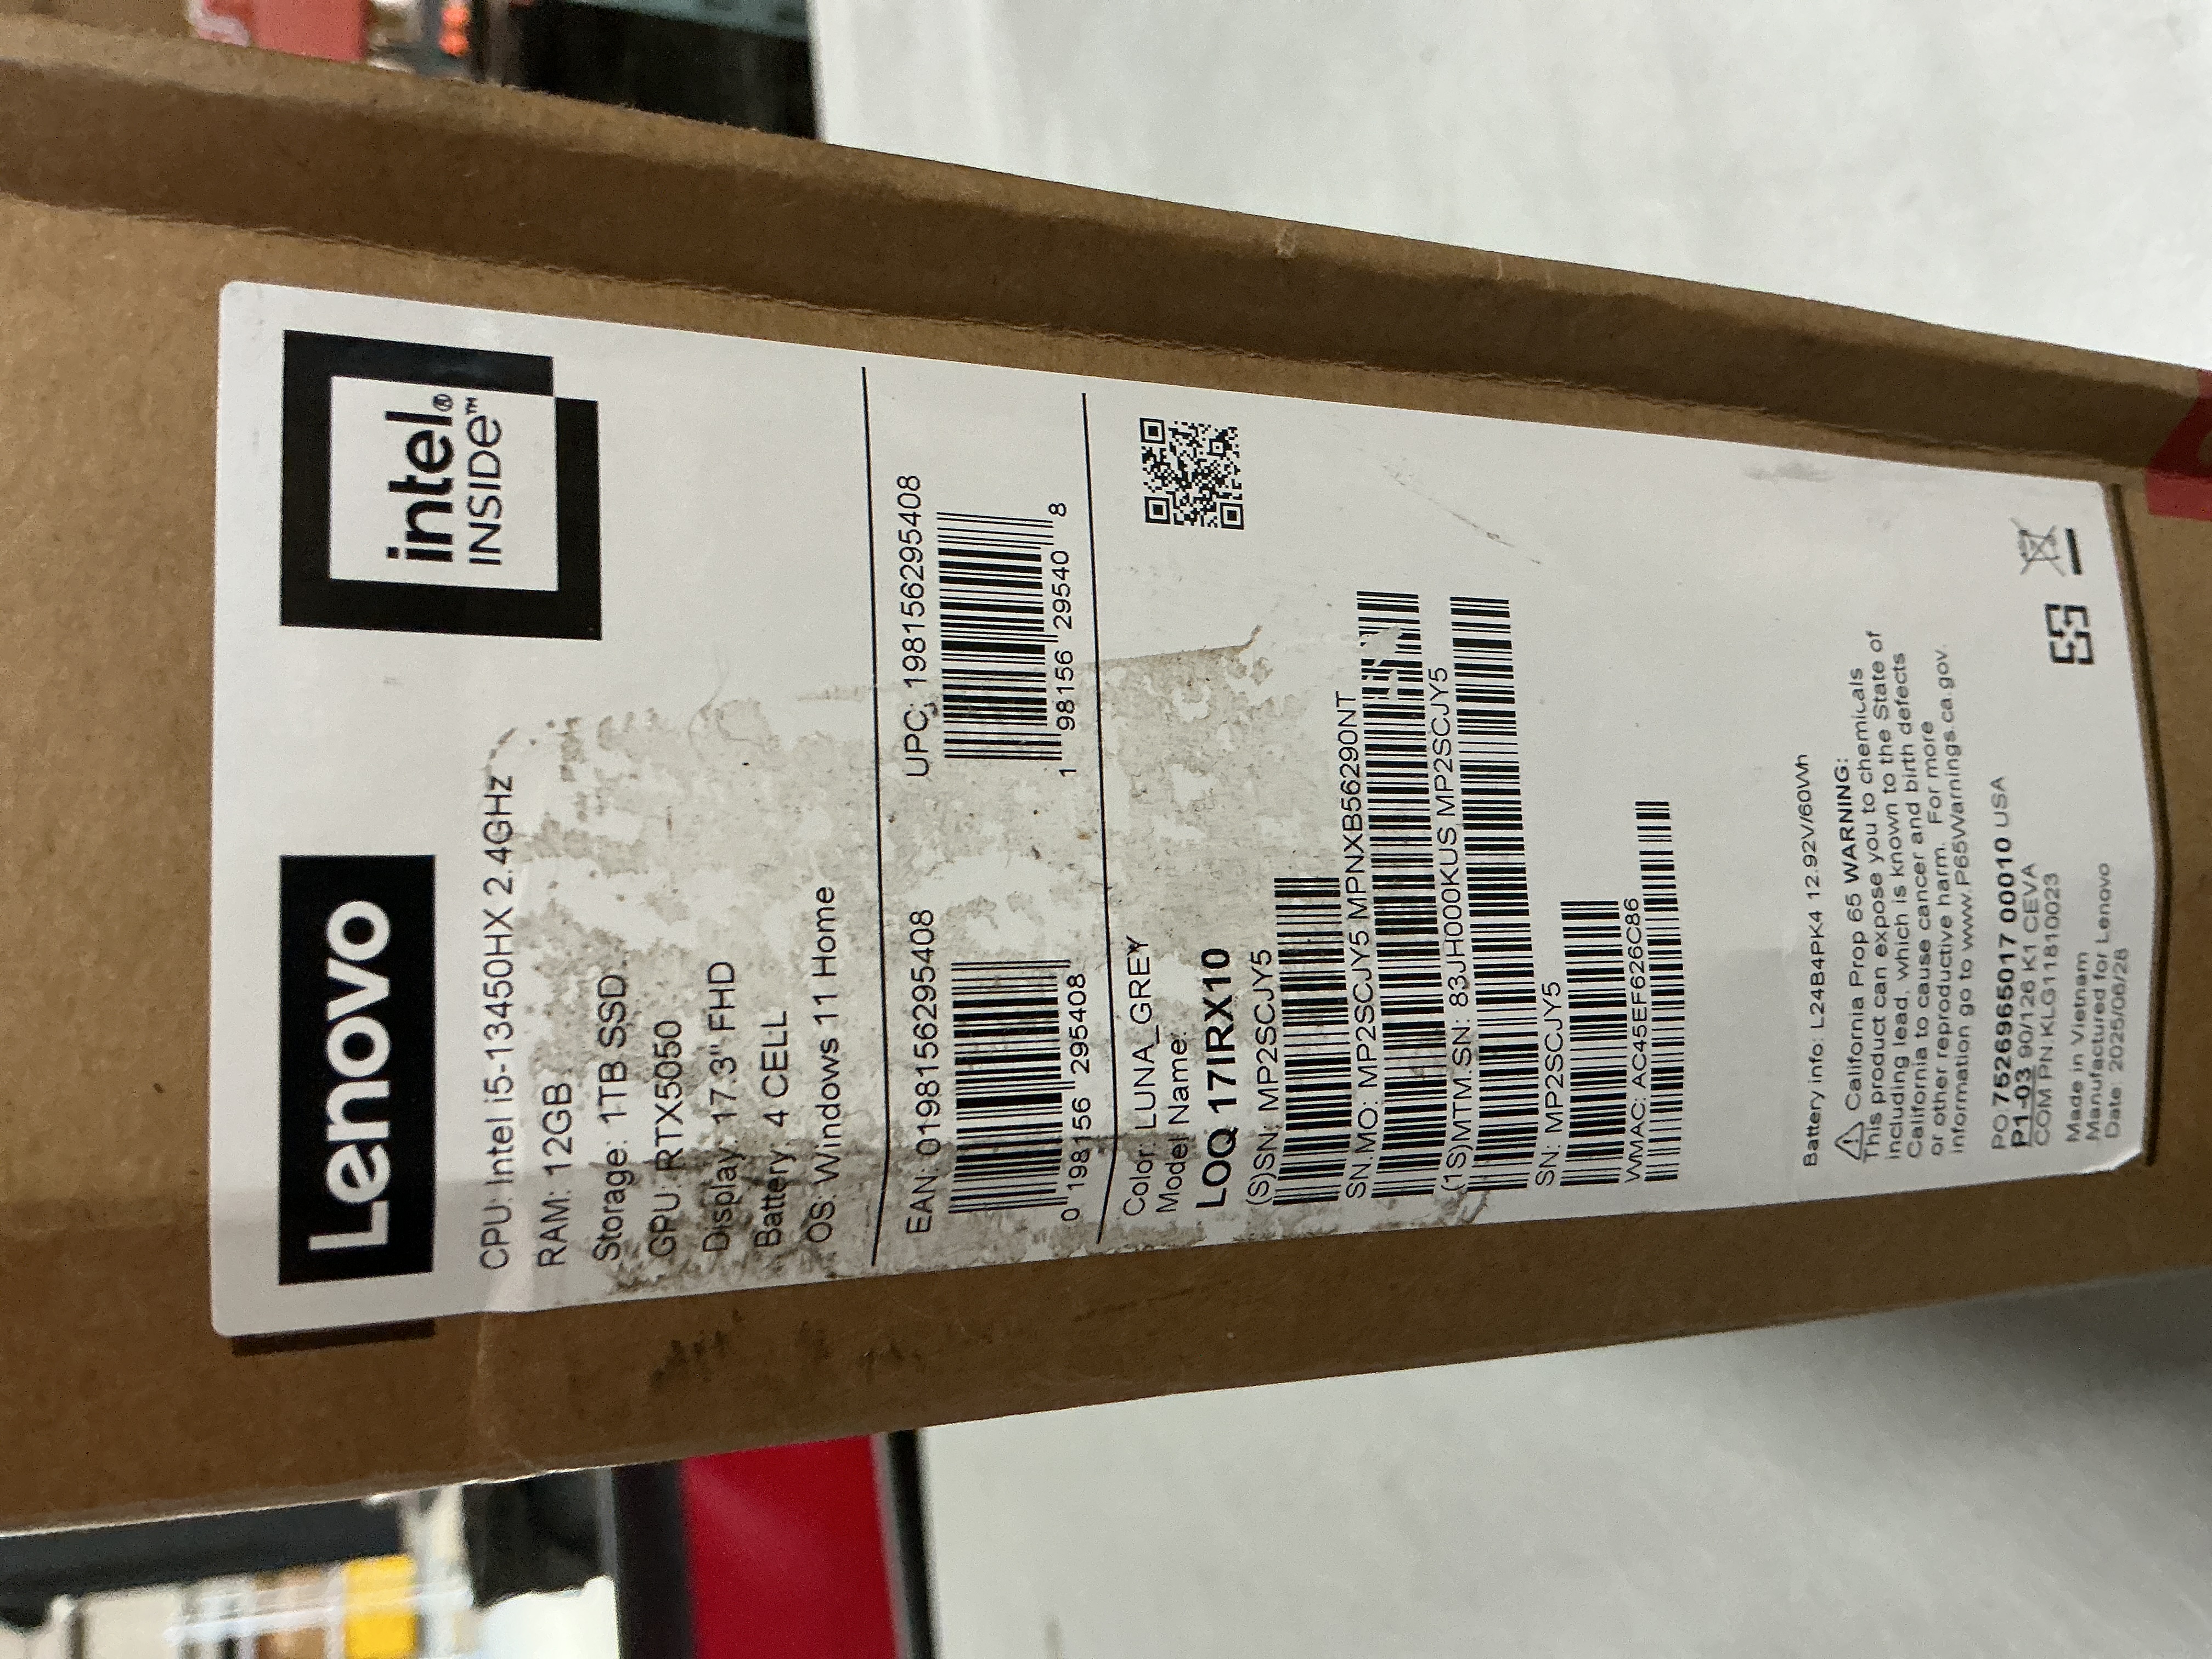 Lenovo
intel®
INSIDE™
CPU: Intel i5-13450HX 2.4GHz
RAM: 12GB
Storage: 1TB SSD
GPU: RTX5050
Display: 17.3" FHD
Battery: 4 CELL
OS: Windows 11 Home
EAN: 0198156295408
UPC: 198156295408
0 198156 295408
1 98156 29540 8
Color: LUNA_GREY
Model Name:
LOQ 17IRX10
(S)SN: MP2SCJY5
SN MO: MP2SCJY5 MPNXB56290NT
(1S)MTM.SN: 83JH000KUS MP2SCJY5
SN: MP2SCJY5
WMAC: AC45EF626C86
Battery info: L24B4PK4 12.92V/60Wh
California Prop 65 WARNING:
This product can expose you to chemicals
including lead, which is known to the State of
California to cause cancer and birth defects
or other reproductive harm. For more
information go to www.P65Warnings.ca.gov.
PO:7526965017 00010 USA
P1-03 90/126 K1 CEVA
COM PN:KLG11810023
Made in Vietnam
Manufactured for Lenovo
Date: 2025/06/28